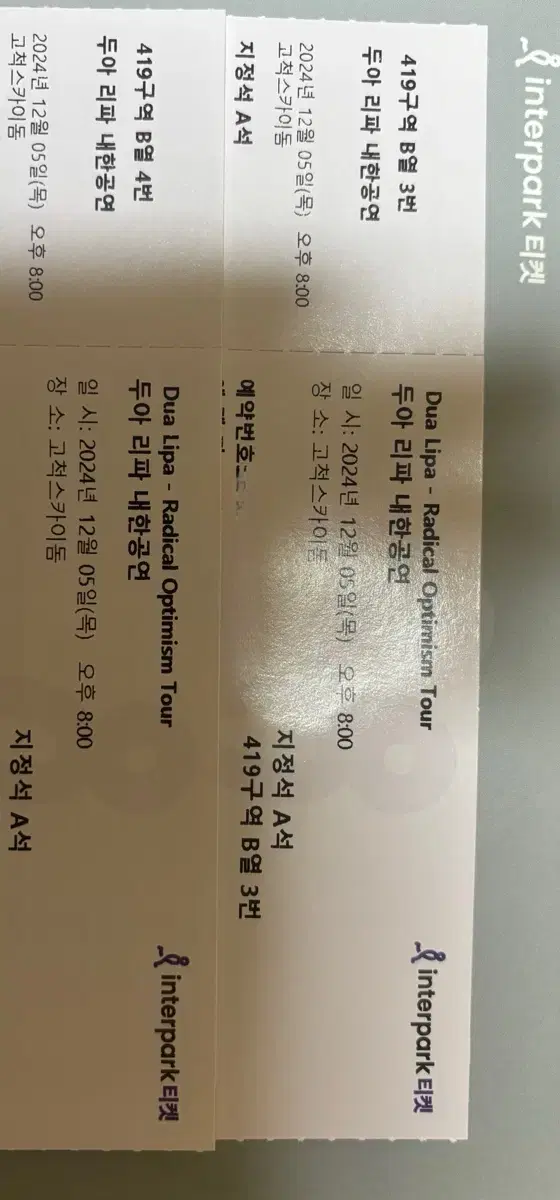 interpark 티켓
419구역 B열 3번
두아 리파 내한공연
2024년 12월 05일(목) 오후 8:00
고척스카이돔
지정석 A석
Dua Lipa - Radical Optimism Tour
두아 리파 내한공연
일 시: 2024년 12월 05일(목) 오후 8:00
장 소: 고척스카이돔
지정석 A석
419구역 B열 3번
예약번호:
interpark 티켓
419구역 B열 4번
두아 리파 내한공연
2024년 12월 05일(목) 오후 8:00
고척스카이돔
Dua Lipa - Radical Optimism Tour
두아 리파 내한공연
일 시: 2024년 12월 05일(목) 오후 8:00
장 소: 고척스카이돔
지정석 A석
interpark 티켓